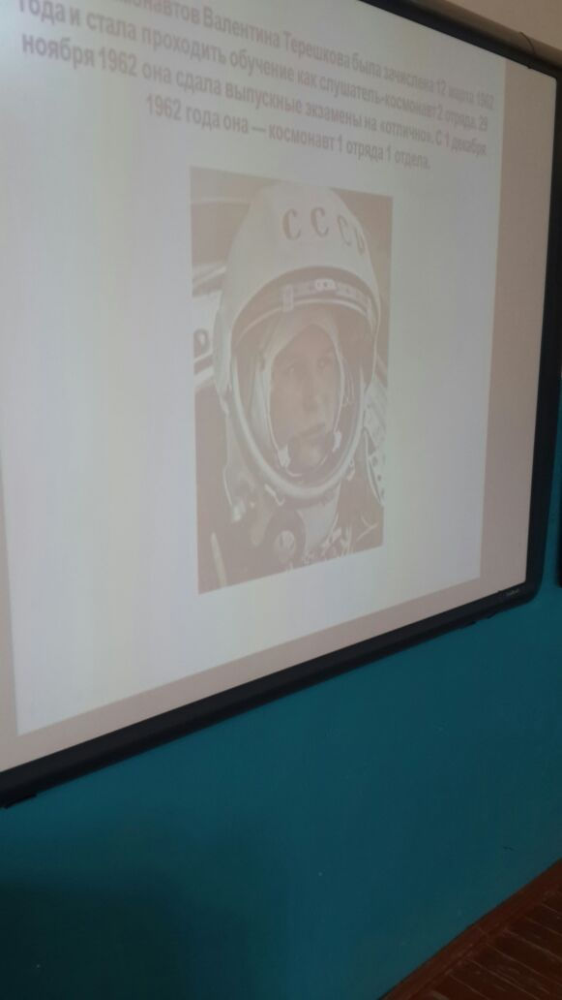 космонавтов Валентина Терешкова была зачислена 12 марта 1962
года и стала проходить обучение как слушатель-космонавт 2 отряда. 29
ноября 1962 она сдала выпускные экзамены на «отлично». С 1 декабря
1962 года она — космонавт 1 отряда 1 отдела.
СССР